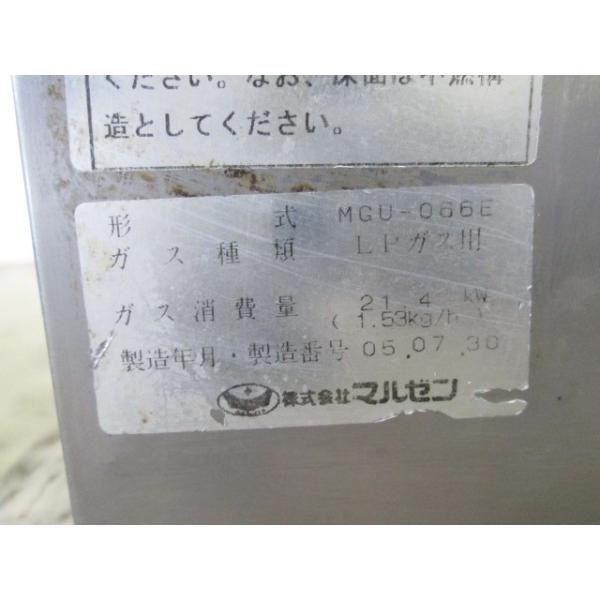 ください。なお、床面は不燃構
造としてください。
形 式 MGU-066E
ガス種類 LPガス用
ガス消費量 21.4 kW
(1.53kg/h)
製造年月・製造番号 05.07.30
株式会社マルゼン